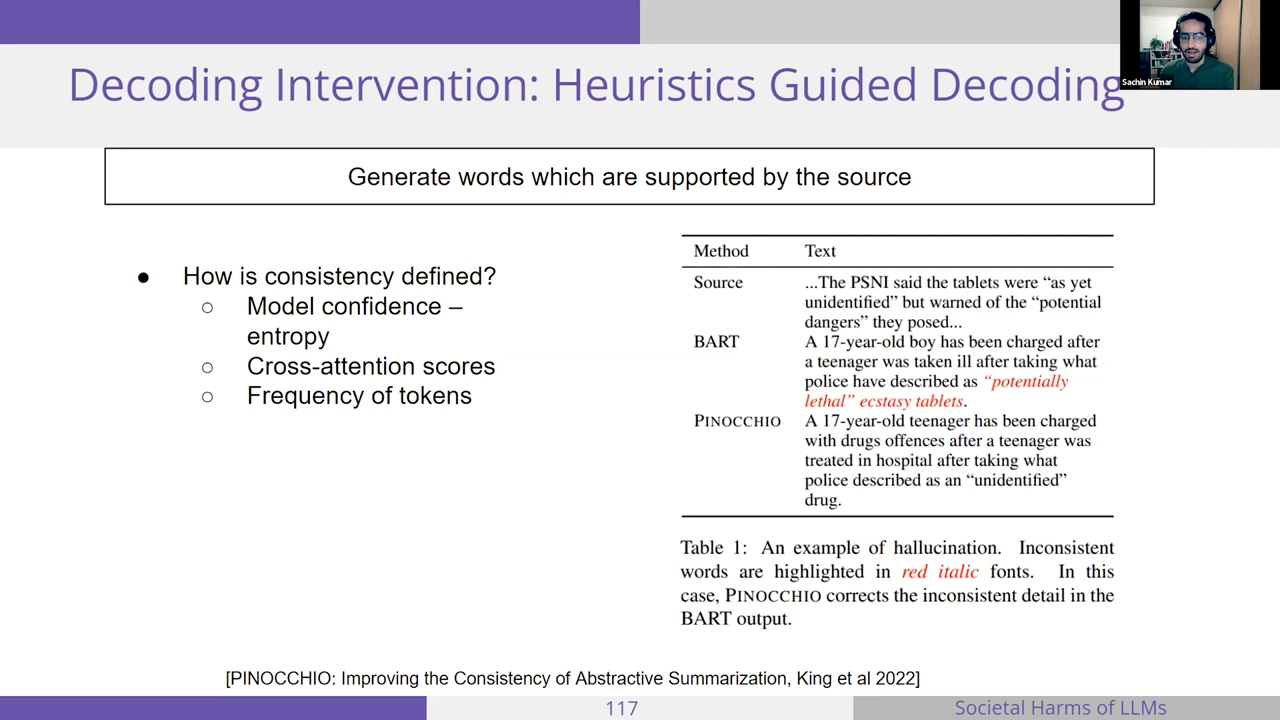 Decoding Intervention: Heuristics Guided Decoding
Sachin Kumar
Generate words which are supported by the source
● How is consistency defined?
○ Model confidence –
entropy
○ Cross-attention scores
○ Frequency of tokens
Method Text
Source ...The PSNI said the tablets were “as yet
unidentified” but warned of the “potential
dangers” they posed...
BART A 17-year-old boy has been charged after
a teenager was taken ill after taking what
police have described as “potentially
lethal” ecstasy tablets.
PINOCCHIO A 17-year-old teenager has been charged
with drugs offences after a teenager was
treated in hospital after taking what
police described as an “unidentified”
drug.
Table 1: An example of hallucination. Inconsistent
words are highlighted in red italic fonts. In this
case, PINOCCHIO corrects the inconsistent detail in the
BART output.
[PINOCCHIO: Improving the Consistency of Abstractive Summarization, King et al 2022]
117
Societal Harms of LLMs